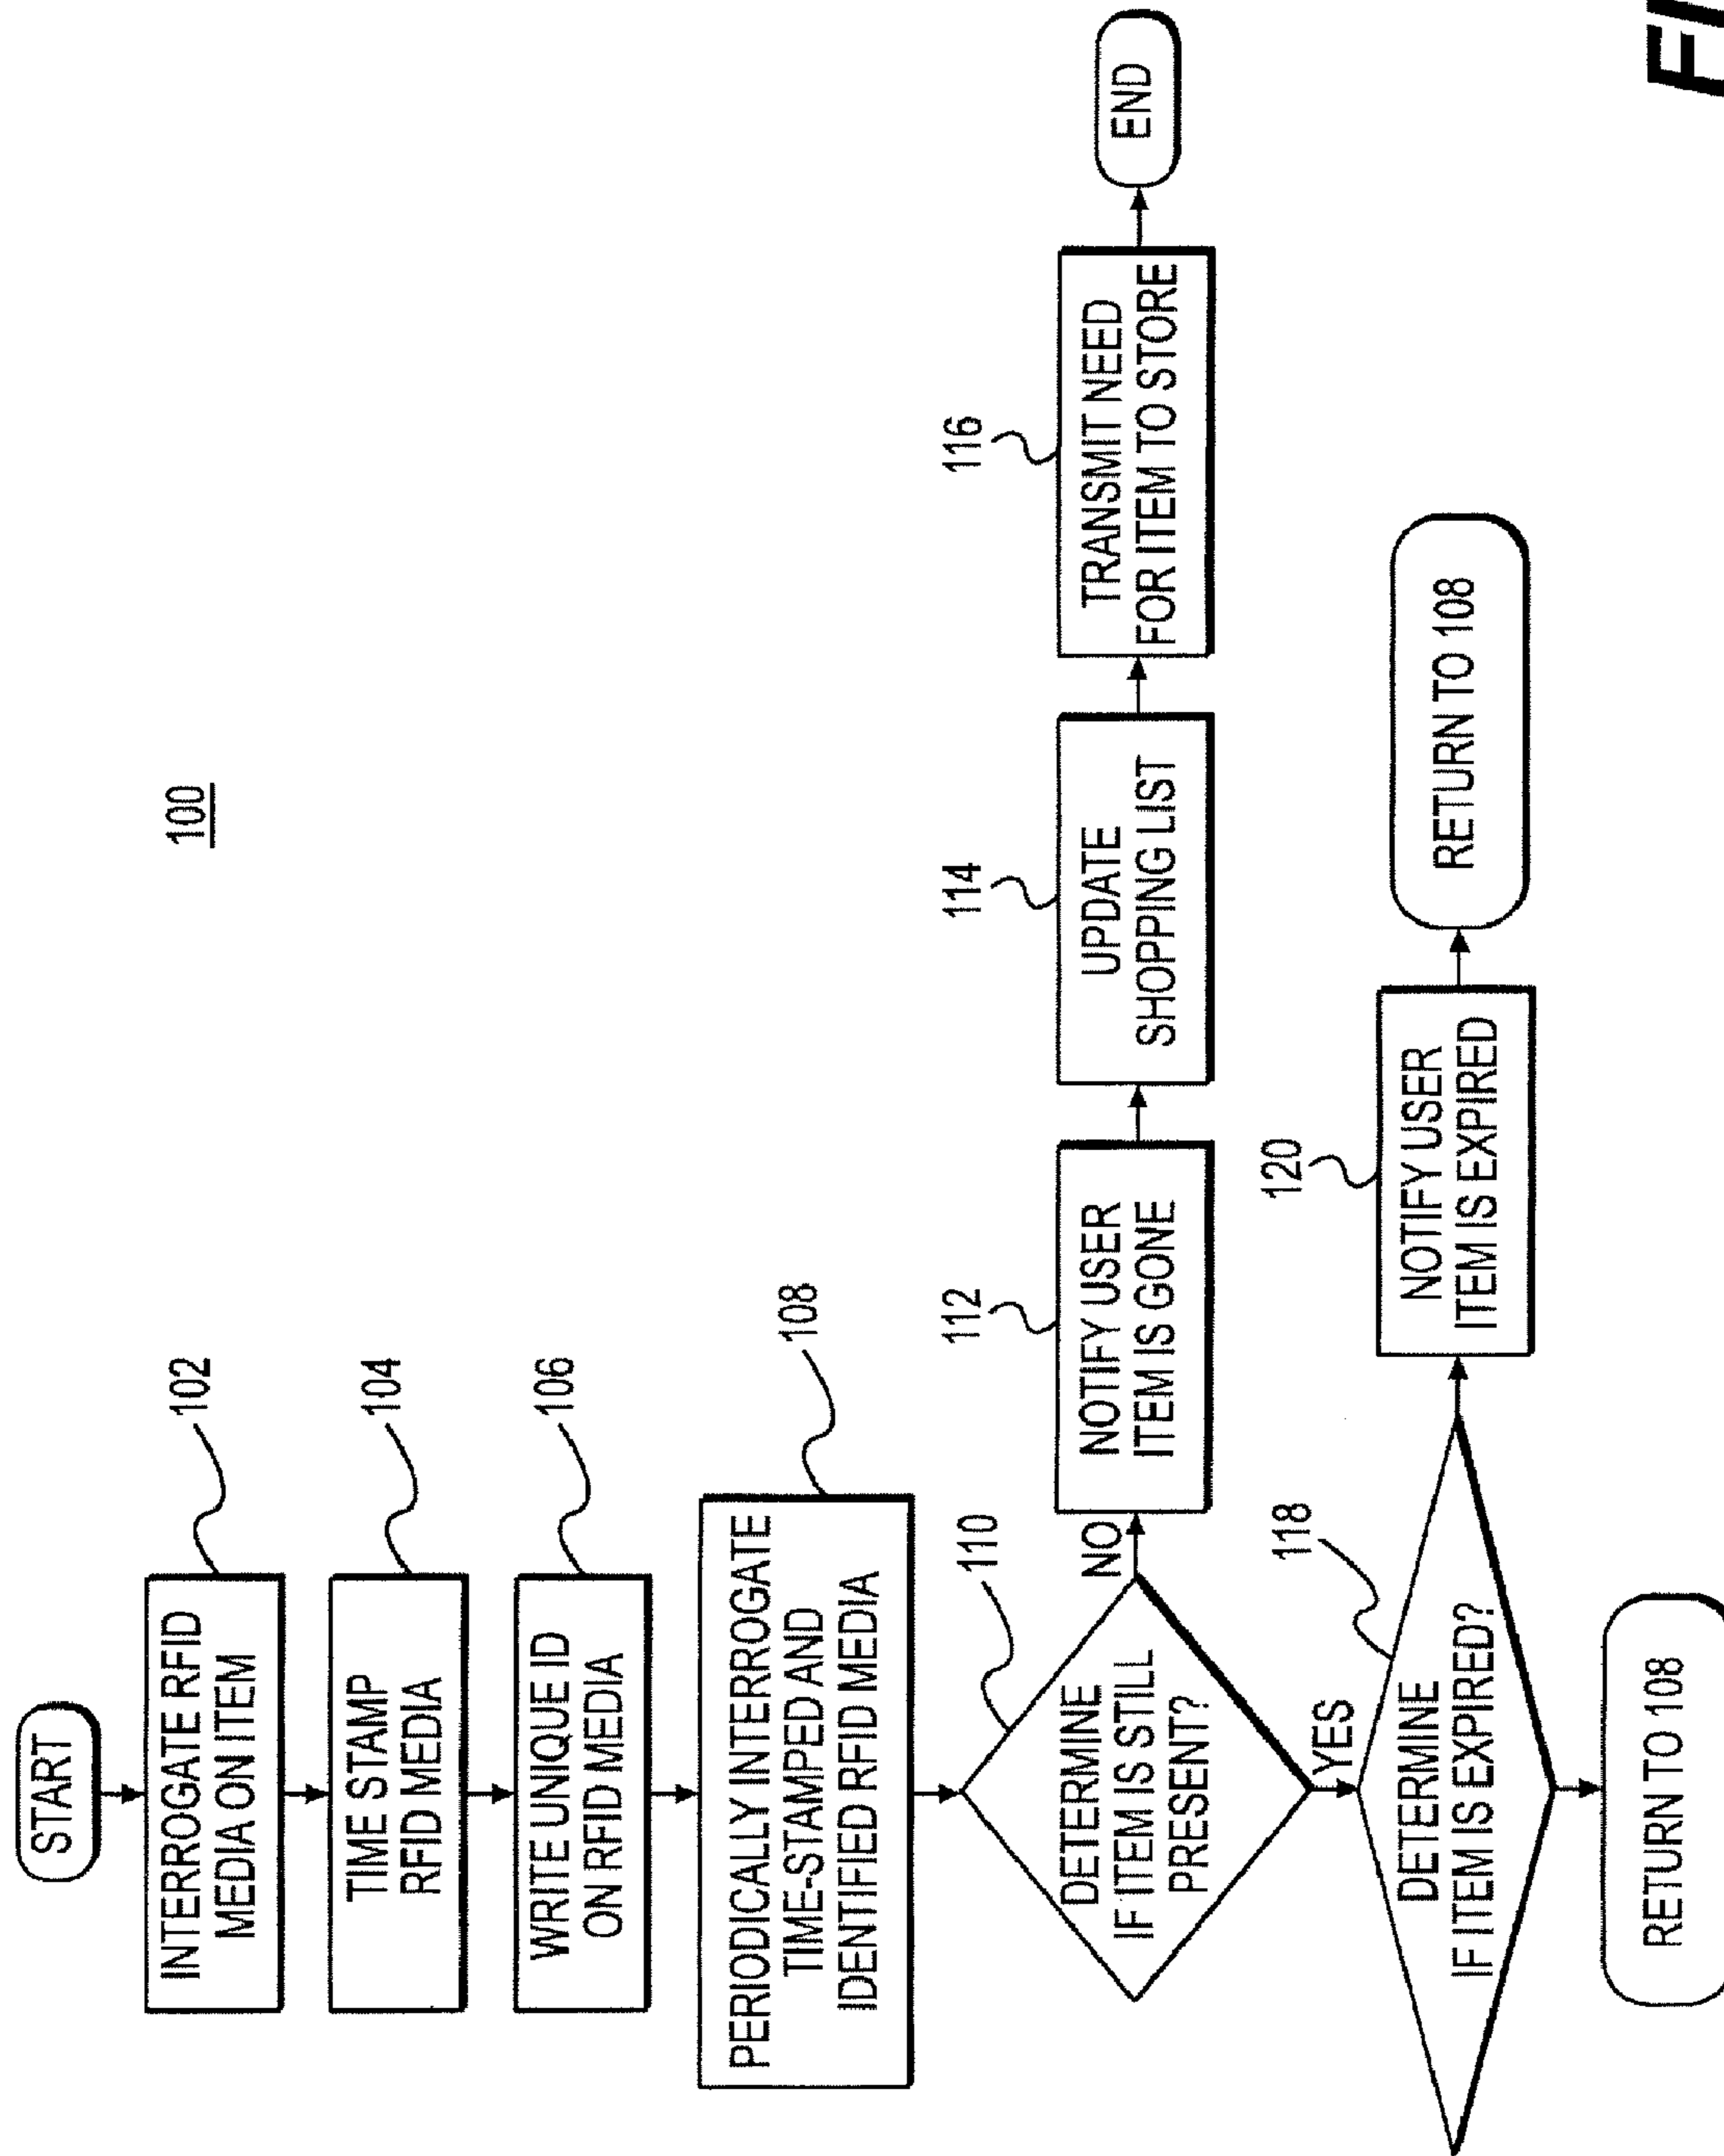 100
START
INTERROGATE RFID
MEDIA ON ITEM
102
TIME STAMP
RFID MEDIA
104
WRITE UNIQUE ID
ON RFID MEDIA
106
PERIODICALLY INTERROGATE
TIME-STAMPED AND
IDENTIFIED RFID MEDIA
108
DETERMINE
IF ITEM IS STILL
PRESENT?
110
NO
NOTIFY USER
ITEM IS GONE
112
UPDATE
SHOPPING LIST
114
TRANSMIT NEED
FOR ITEM TO STORE
116
END
YES
DETERMINE
IF ITEM IS EXPIRED?
118
NOTIFY USER
ITEM IS EXPIRED
120
RETURN TO 108
RETURN TO 108